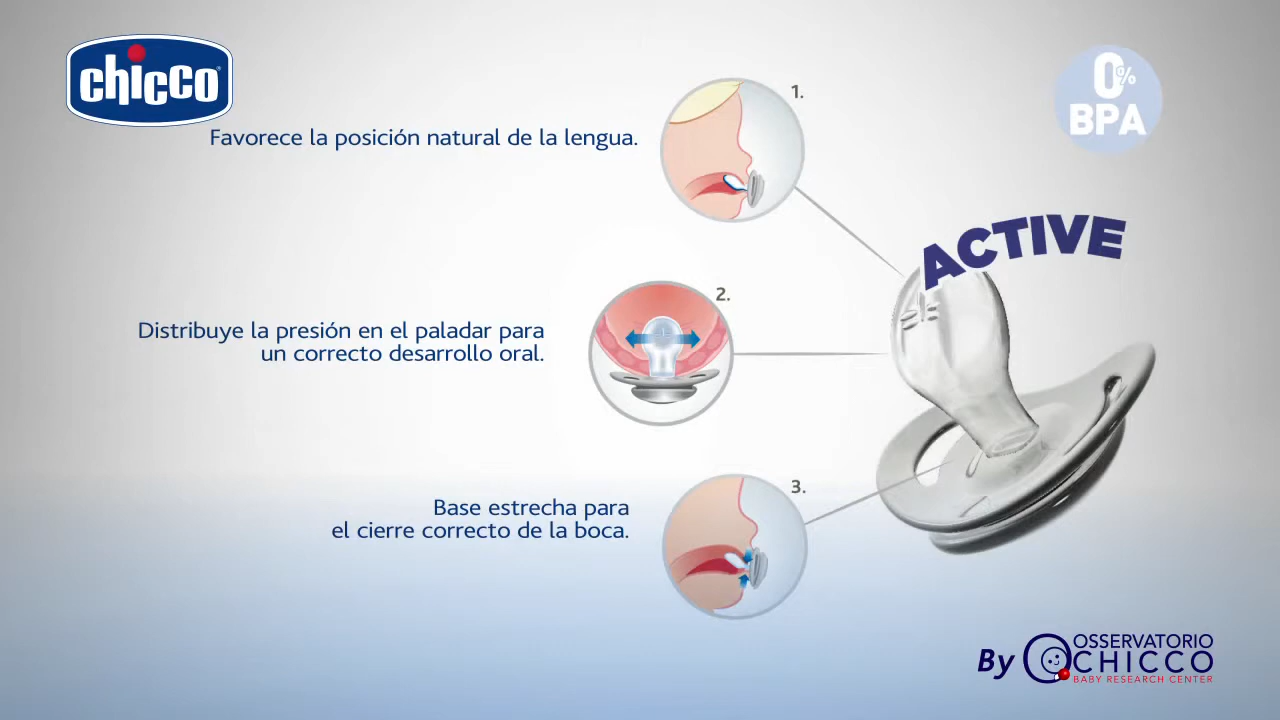 chicco
0%
BPA
1.
Favorece la posición natural de la lengua.
ACTIVE
2.
Distribuye la presión en el paladar para
un correcto desarrollo oral.
3.
Base estrecha para
el cierre correcto de la boca.
By OSSERVATORIO
CHICCO
BABY RESEARCH CENTER